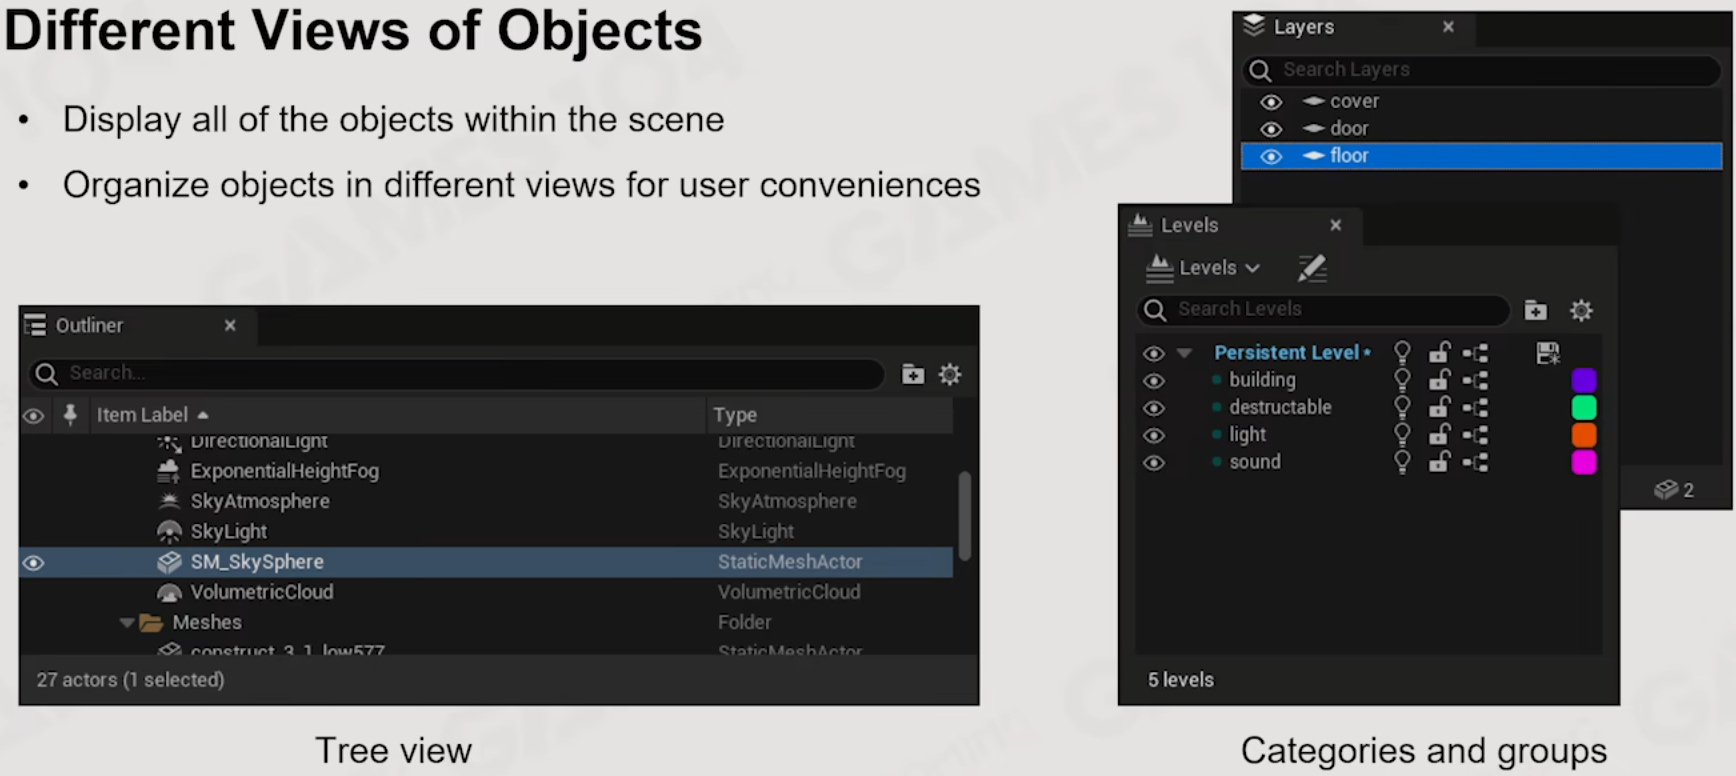 Different Views of Objects
• Display all of the objects within the scene
• Organize objects in different views for user conveniences
Outliner ×
Search...
Item Label Type
DirectionalLight DirectionalLight
ExponentialHeightFog ExponentialHeightFog
SkyAtmosphere SkyAtmosphere
SkyLight SkyLight
SM_SkySphere StaticMeshActor
VolumetricCloud VolumetricCloud
Meshes Folder
construct_3_1_low577 StaticMeshActor
27 actors (1 selected)
Tree view
Layers ×
Search Layers
cover
door
floor
2
Levels ×
Levels
Search Levels
Persistent Level*
building
destructable
light
sound
5 levels
Categories and groups